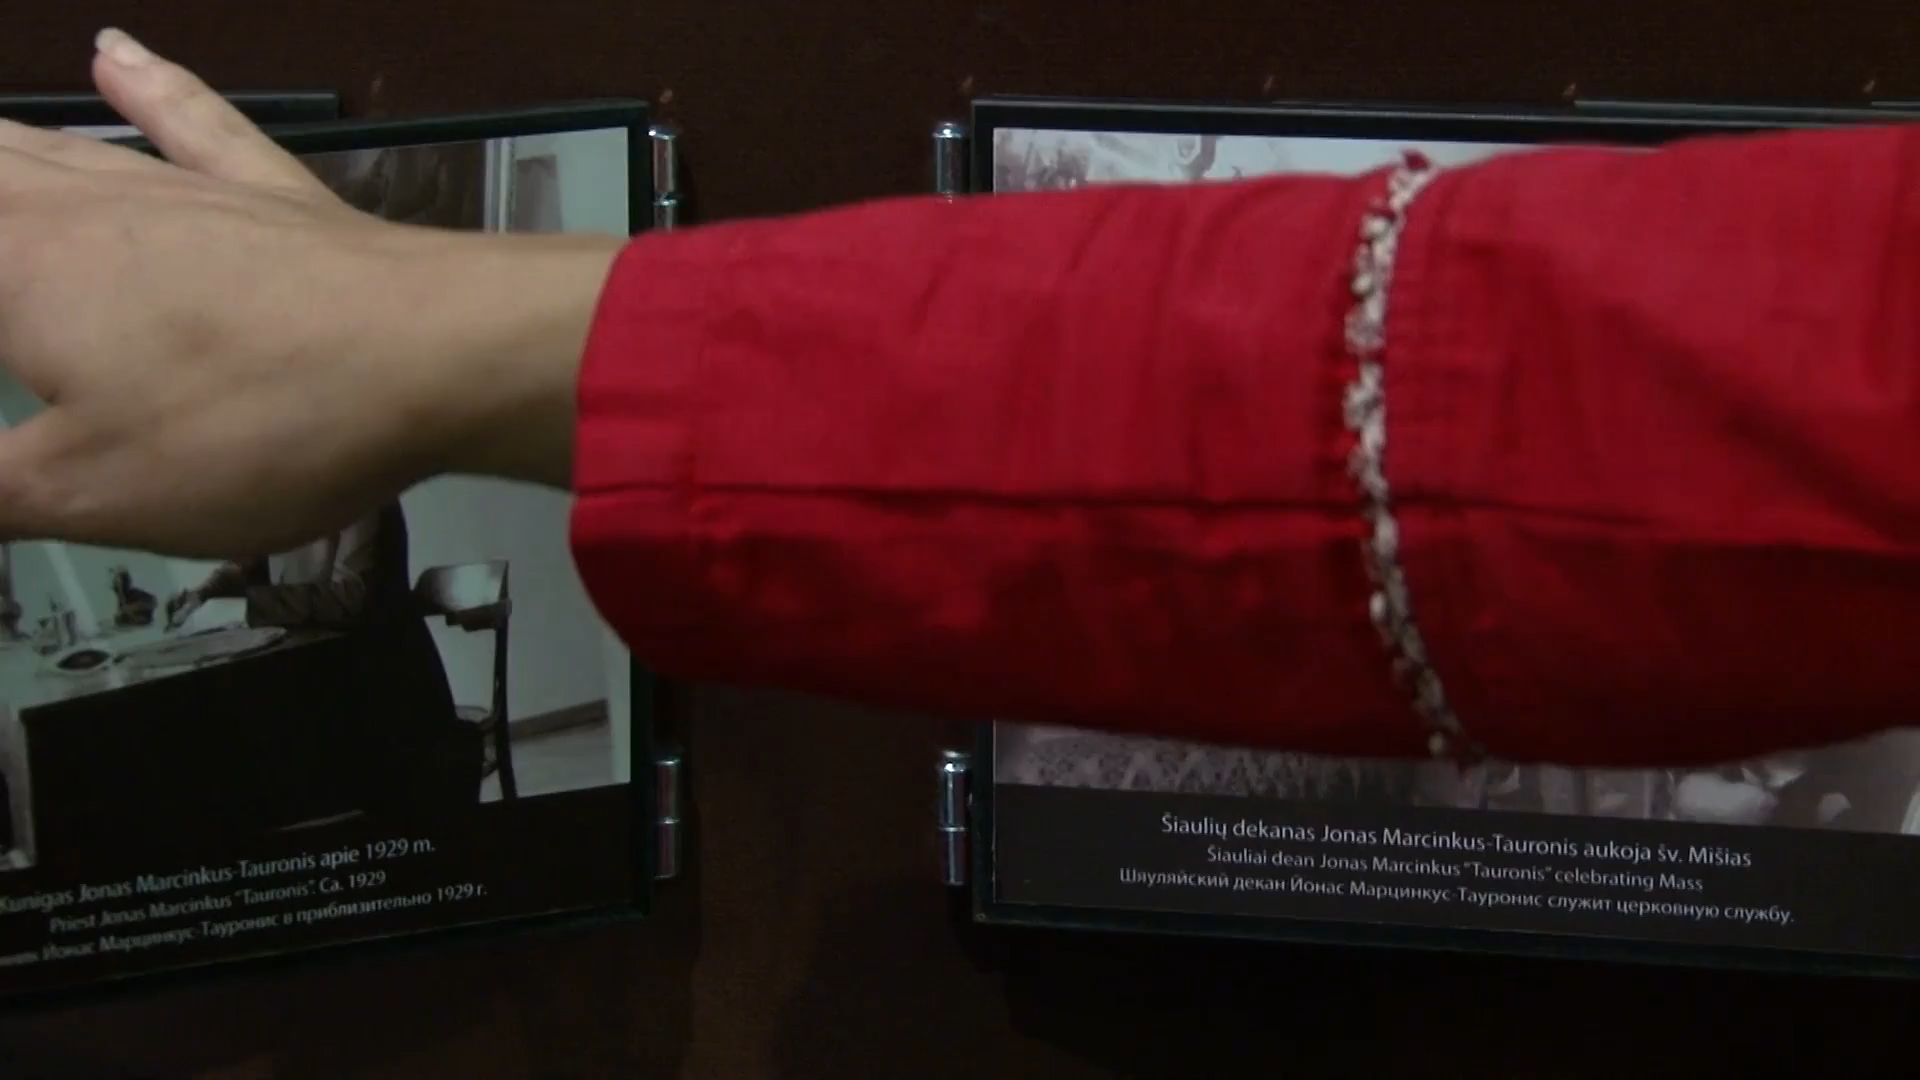 Kunigas Jonas Marcinkus-Tauronis apie 1929 m.
Priest Jonas Marcinkus "Tauronis". Ca. 1929
Йонас Марцинкус-Тауронис в приблизительно 1929 г.
Šiaulių dekanas Jonas Marcinkus-Tauronis aukoja šv. Mišias
Šiauliai dean Jonas Marcinkus "Tauronis" celebrating Mass
Шяуляйский декан Йонас Марцинкус-Тауронис служит церковную службу.